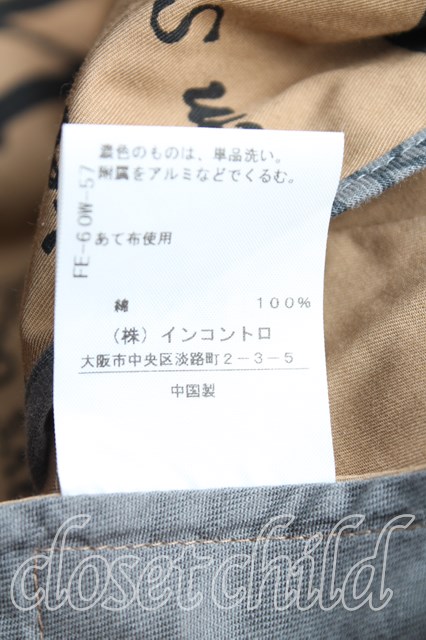 濃色のものは、単品洗い。
附属をアルミなどでくるむ。
FE-60W-57
あて布使用
綿 100%
(株)インコントロ
大阪市中央区淡路町2-3-5
中国製
closet child